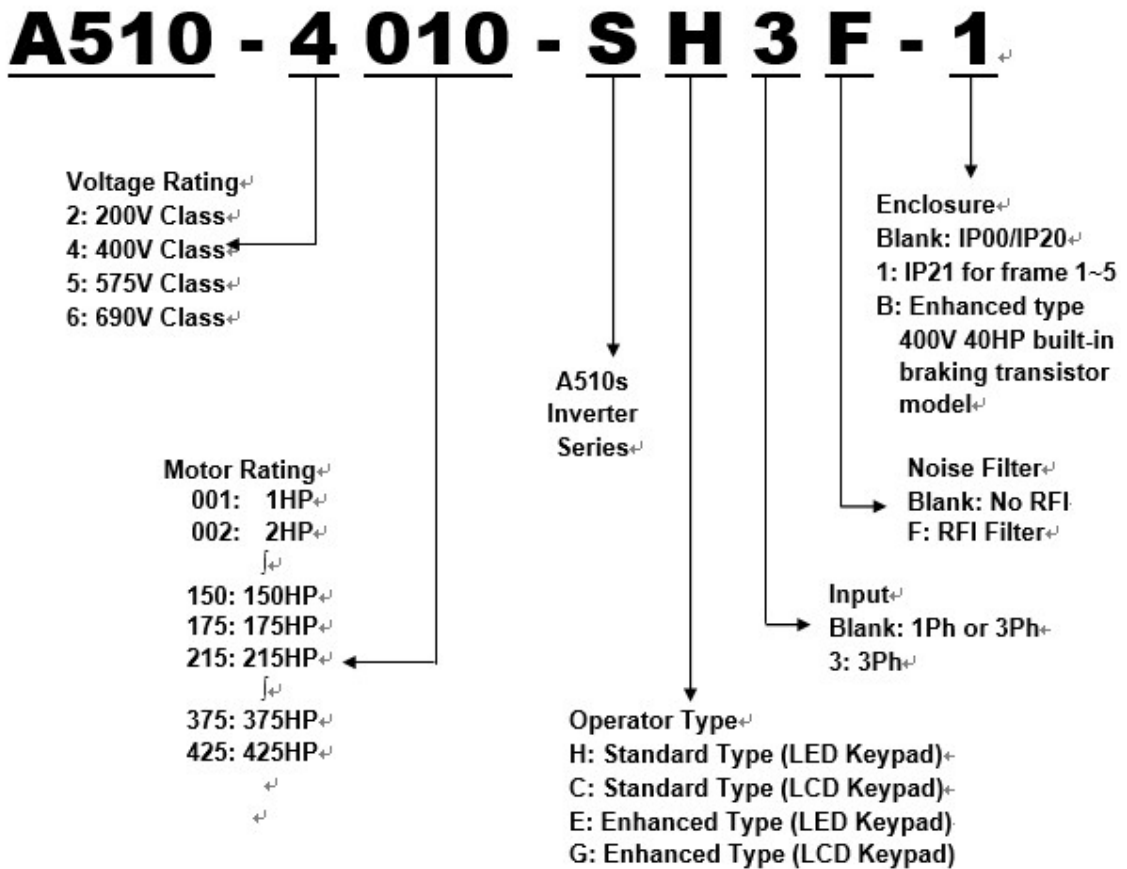 A510 - 4 010 - S H 3 F - 1
Voltage Rating
2: 200V Class
4: 400V Class
5: 575V Class
6: 690V Class
Motor Rating
001: 1HP
002: 2HP
∫
150: 150HP
175: 175HP
215: 215HP
∫
375: 375HP
425: 425HP
A510s
Inverter
Series
Operator Type
H: Standard Type (LED Keypad)
C: Standard Type (LCD Keypad)
E: Enhanced Type (LED Keypad)
G: Enhanced Type (LCD Keypad)
Input
Blank: 1Ph or 3Ph
3: 3Ph
Noise Filter
Blank: No RFI
F: RFI Filter
Enclosure
Blank: IP00/IP20
1: IP21 for frame 1~5
B: Enhanced type
400V 40HP built-in
braking transistor
model